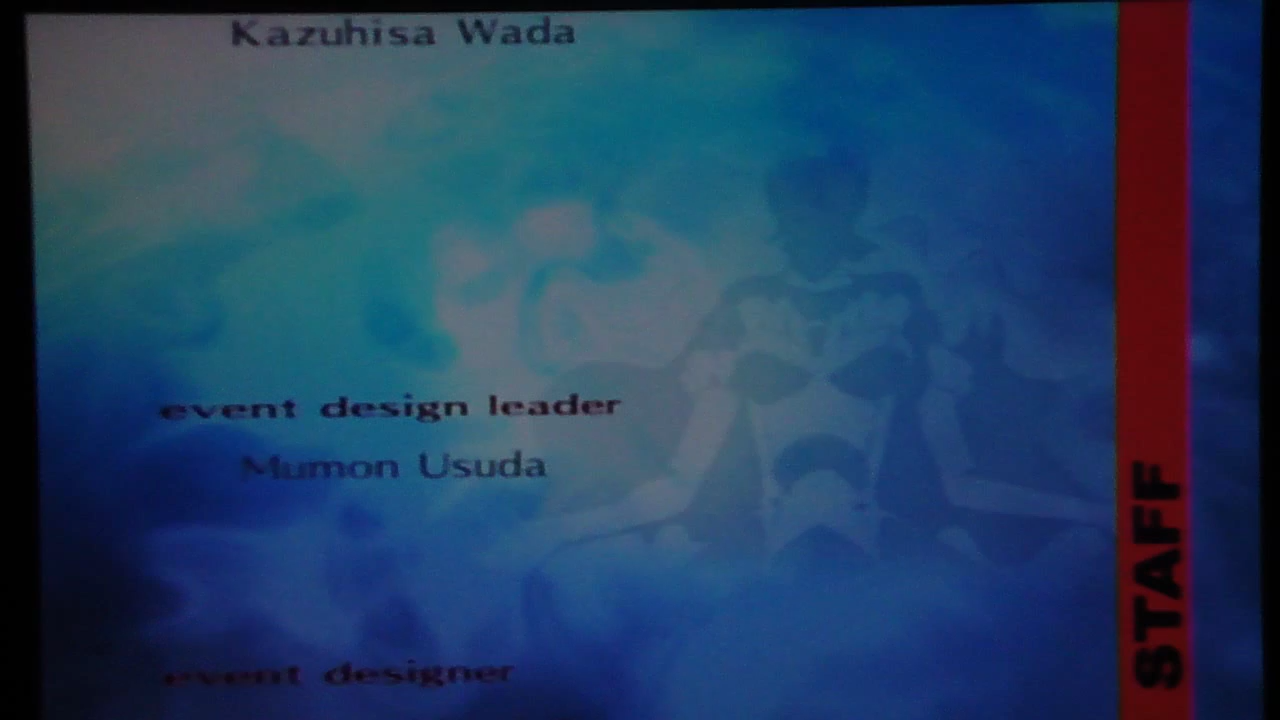 Kazuhisa Wada
event design leader
Mumon Usuda
event designer
STAFF